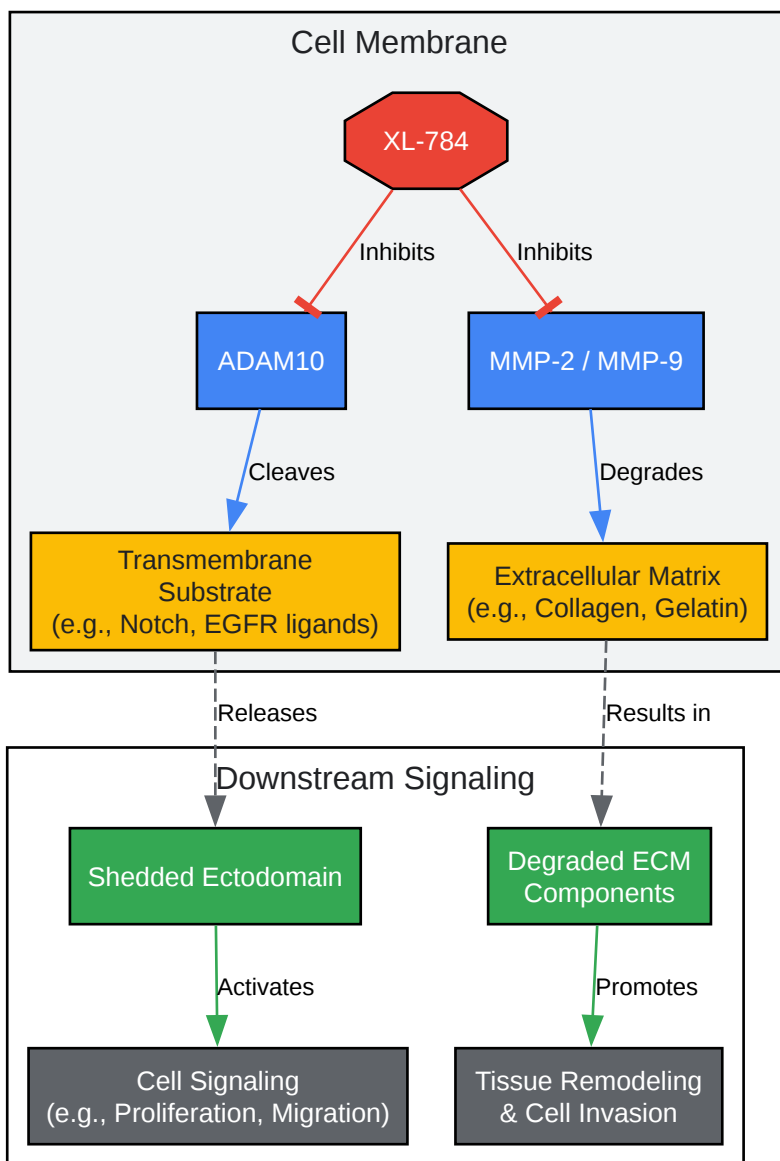 Cell Membrane
XL-784
Inhibits
Inhibits
ADAM10
MMP-2 / MMP-9
Cleaves
Degrades
Transmembrane
Substrate
(e.g., Notch, EGFR ligands)
Extracellular Matrix
(e.g., Collagen, Gelatin)
Releases
Results in
Downstream Signaling
Shedded Ectodomain
Degraded ECM
Components
Activates
Promotes
Cell Signaling
(e.g., Proliferation, Migration)
Tissue Remodeling
& Cell Invasion